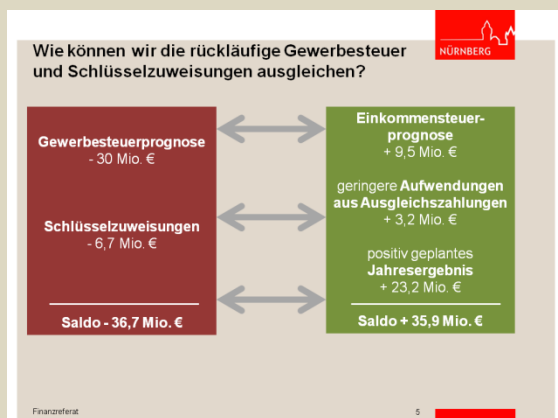 Wie können wir die rückläufige Gewerbesteuer
und Schlüsselzuweisungen ausgleichen?
NÜRNBERG
Gewerbesteuerprognose
- 30 Mio. €
Schlüsselzuweisungen
- 6,7 Mio. €
Saldo - 36,7 Mio. €
Einkommensteuer-
prognose
+ 9,5 Mio. €
geringere Aufwendungen
aus Ausgleichszahlungen
+ 3,2 Mio. €
positiv geplantes
Jahresergebnis
+ 23,2 Mio. €
Saldo + 35,9 Mio. €
Finanzreferat
5